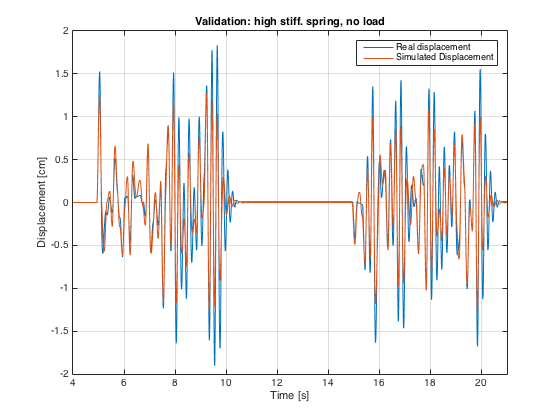 Validation: high stiff. spring, no load
Real displacement
Simulated Displacement
Displacement [cm]
2
1.5
1
0.5
0
-0.5
-1
-1.5
-2
4 6 8 10 12 14 16 18 20
Time [s]